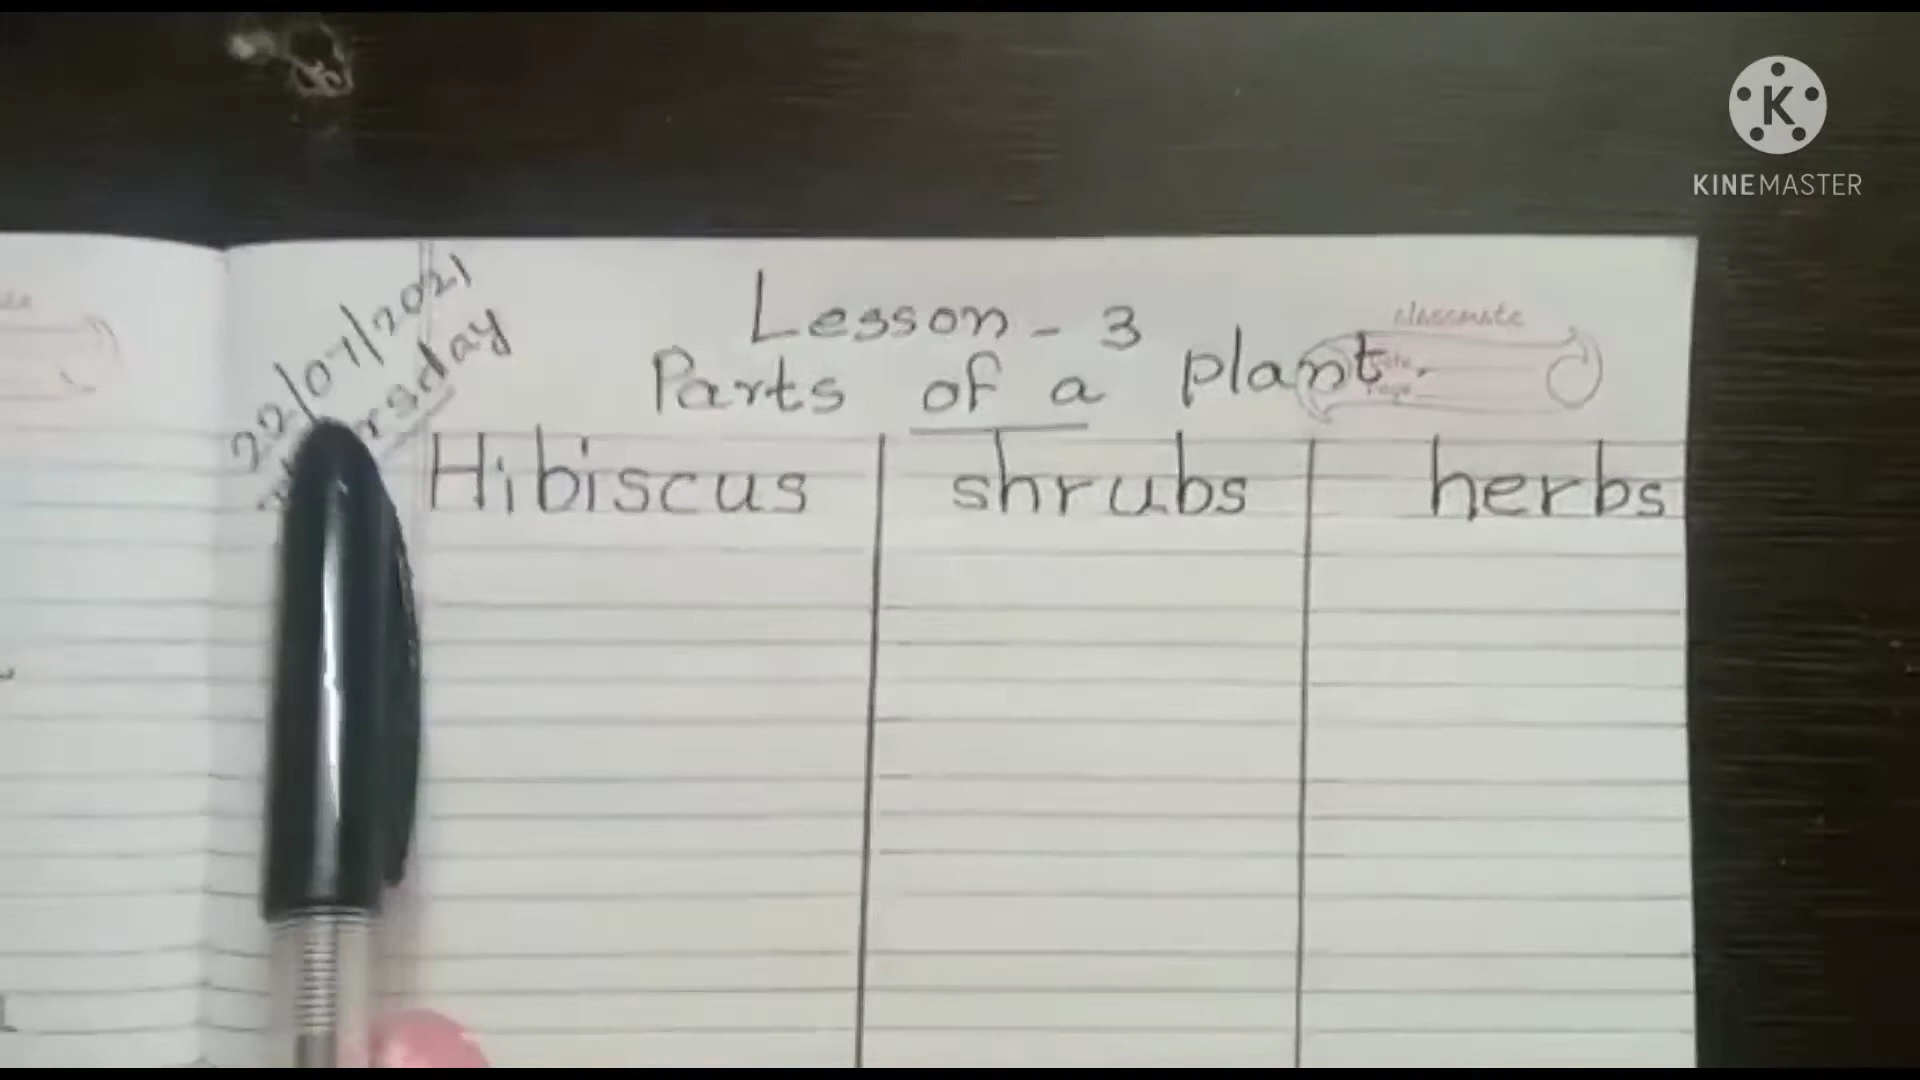 KINEMASTER
22/07/2021
Lesson - 3
classmate
Parts of a plant.
Hibiscus shrubs herbs